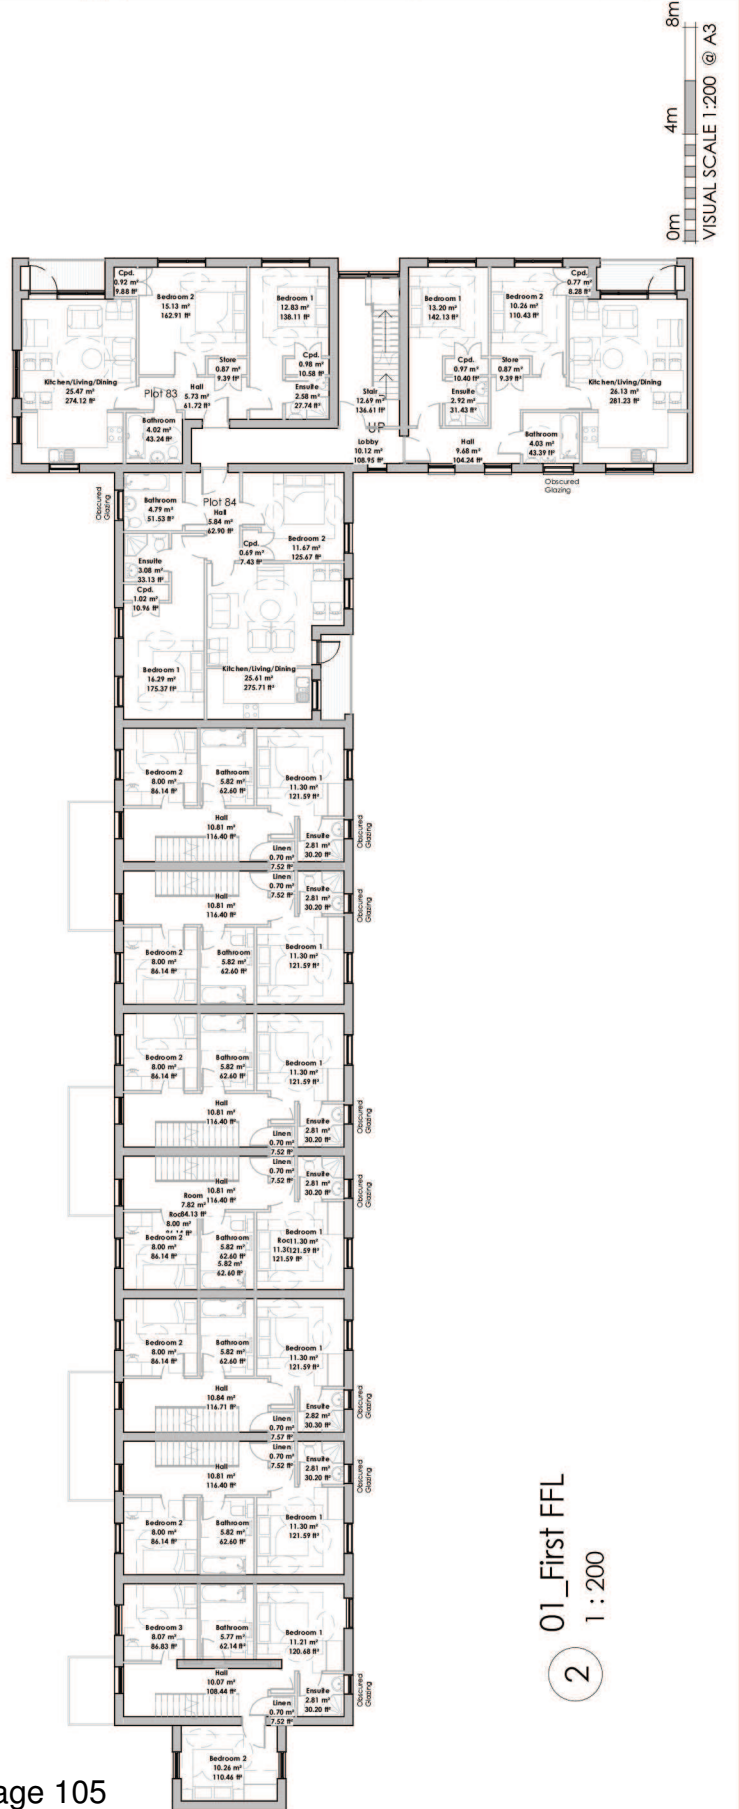 8m
4m
0m
VISUAL SCALE 1:200 @ A3
Cpd.
0.92 m²
9.88 ft²
Bedroom 2
15.13 m²
162.91 ft²
Bedroom 1
12.83 m²
138.11 ft²
Bedroom 1
13.20 m²
142.13 ft²
Bedroom 2
10.26 m²
110.43 ft²
Cpd.
0.77 m²
8.28 ft²
Kitchen/Living/Dining
25.47 m²
274.12 ft²
Plot 83
Hall
5.73 m²
61.72 ft²
Store
0.87 m²
9.39 ft²
Cpd.
0.98 m²
10.58 ft²
Ensuite
2.58 m²
27.74 ft²
Bathroom
4.02 m²
43.24 ft²
Stair
12.69 m²
136.61 ft²
UP
Lobby
10.12 m²
108.95 ft²
Cpd.
0.97 m²
10.40 ft²
Store
0.87 m²
9.39 ft²
Ensuite
2.92 m²
31.43 ft²
Hall
9.68 m²
104.24 ft²
Bathroom
4.03 m²
43.39 ft²
Kitchen/Living/Dining
26.13 m²
281.23 ft²
Obscured
Glazing
Obscured
Glazing
Bathroom
4.79 m²
51.53 ft²
Plot 84
Hall
5.84 m²
62.90 ft²
Bedroom 2
11.67 m²
125.67 ft²
Cpd.
0.69 m²
7.43 ft²
Ensuite
3.08 m²
33.13 ft²
Cpd.
1.02 m²
10.96 ft²
Bedroom 1
16.29 m²
175.37 ft²
Kitchen/Living/Dining
25.61 m²
275.71 ft²
Bedroom 2
8.00 m²
86.14 ft²
Bathroom
5.82 m²
62.60 ft²
Bedroom 1
11.30 m²
121.59 ft²
Hall
10.81 m²
116.40 ft²
Ensuite
2.81 m²
30.20 ft²
Linen
0.70 m²
7.52 ft²
Obscured
Glazing
Linen
0.70 m²
7.52 ft²
Hall
10.81 m²
116.40 ft²
Ensuite
2.81 m²
30.20 ft²
Obscured
Glazing
Bedroom 2
8.00 m²
86.14 ft²
Bathroom
5.82 m²
62.60 ft²
Bedroom 1
11.30 m²
121.59 ft²
Bedroom 2
8.00 m²
86.14 ft²
Bathroom
5.82 m²
62.60 ft²
Bedroom 1
11.30 m²
121.59 ft²
Hall
10.81 m²
116.40 ft²
Ensuite
2.81 m²
30.20 ft²
Linen
0.70 m²
7.52 ft²
Obscured
Glazing
Linen
0.70 m²
7.52 ft²
Hall
10.81 m²
116.40 ft²
Ensuite
2.81 m²
30.20 ft²
Obscured
Glazing
Room
7.82 m²
84.13 ft²
8.00 m²
Bedroom 2
8.00 m²
86.14 ft²
Bathroom
5.82 m²
62.60 ft²
5.82 m²
62.60 ft²
Bedroom 1
11.30 m²
121.59 ft²
121.59 ft²
Bedroom 2
8.00 m²
86.14 ft²
Bathroom
5.82 m²
62.60 ft²
Bedroom 1
11.30 m²
121.59 ft²
Hall
10.84 m²
116.71 ft²
Ensuite
2.82 m²
30.30 ft²
Linen
0.70 m²
7.57 ft²
Obscured
Glazing
Linen
0.70 m²
7.52 ft²
Hall
10.81 m²
116.40 ft²
Ensuite
2.81 m²
30.20 ft²
Obscured
Glazing
Bedroom 2
8.00 m²
86.14 ft²
Bathroom
5.82 m²
62.60 ft²
Bedroom 1
11.30 m²
121.59 ft²
Bedroom 3
8.07 m²
86.83 ft²
Bathroom
5.77 m²
62.14 ft²
Bedroom 1
11.21 m²
120.68 ft²
Hall
10.07 m²
108.44 ft²
Ensuite
2.81 m²
30.20 ft²
Linen
0.70 m²
7.52 ft²
Obscured
Glazing
Bedroom 2
10.26 m²
110.46 ft²
2
01_First FFL
1 : 200
age 105